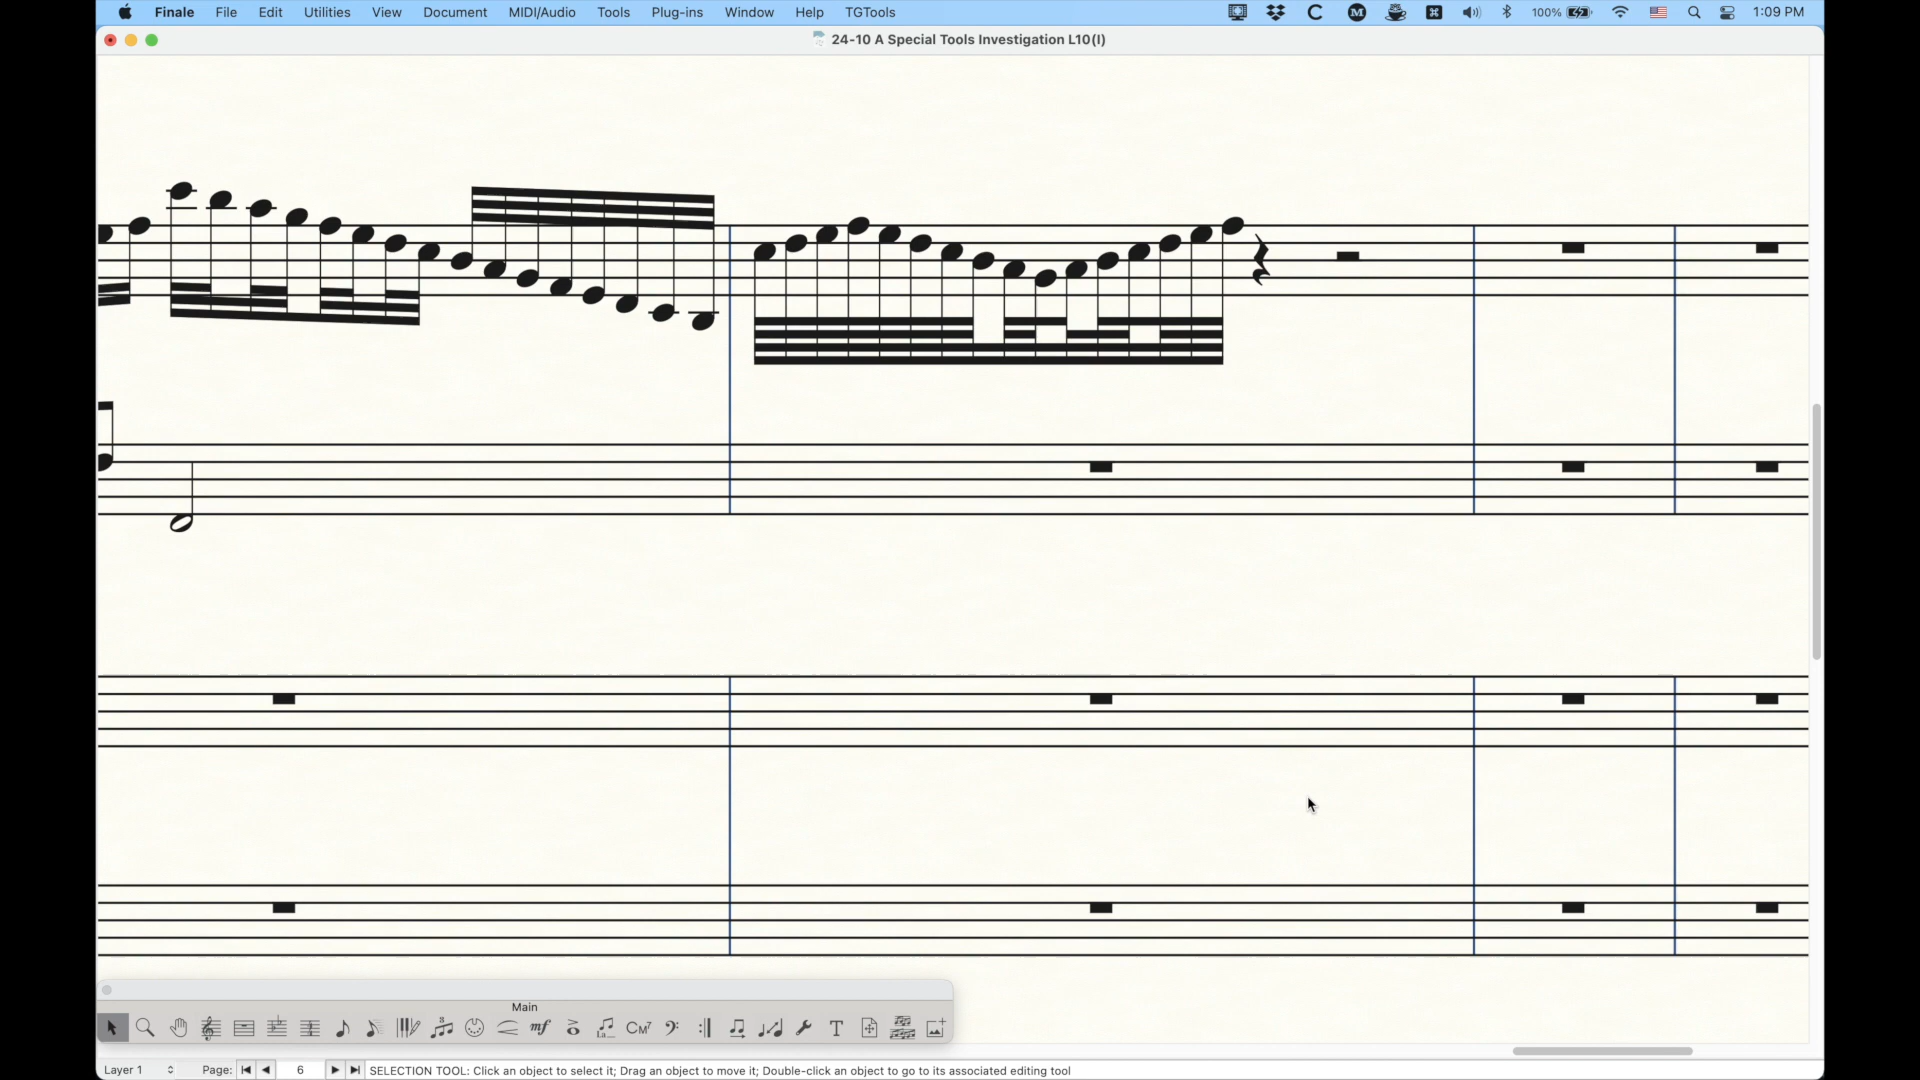 Finale File Edit Utilities View Document MIDI/Audio Tools Plug-ins Window Help TGTools 100% 1:09 PM
24-10 A Special Tools Investigation L10(I)
Main
mf CM7 T
Layer 1 Page: 6 SELECTION TOOL: Click an object to select it; Drag an object to move it; Double-click an object to go to its associated editing tool